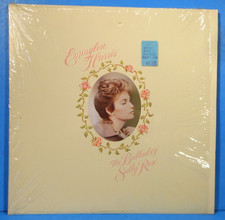 Emmylou
Harris
The Ballad of
Sally Rose